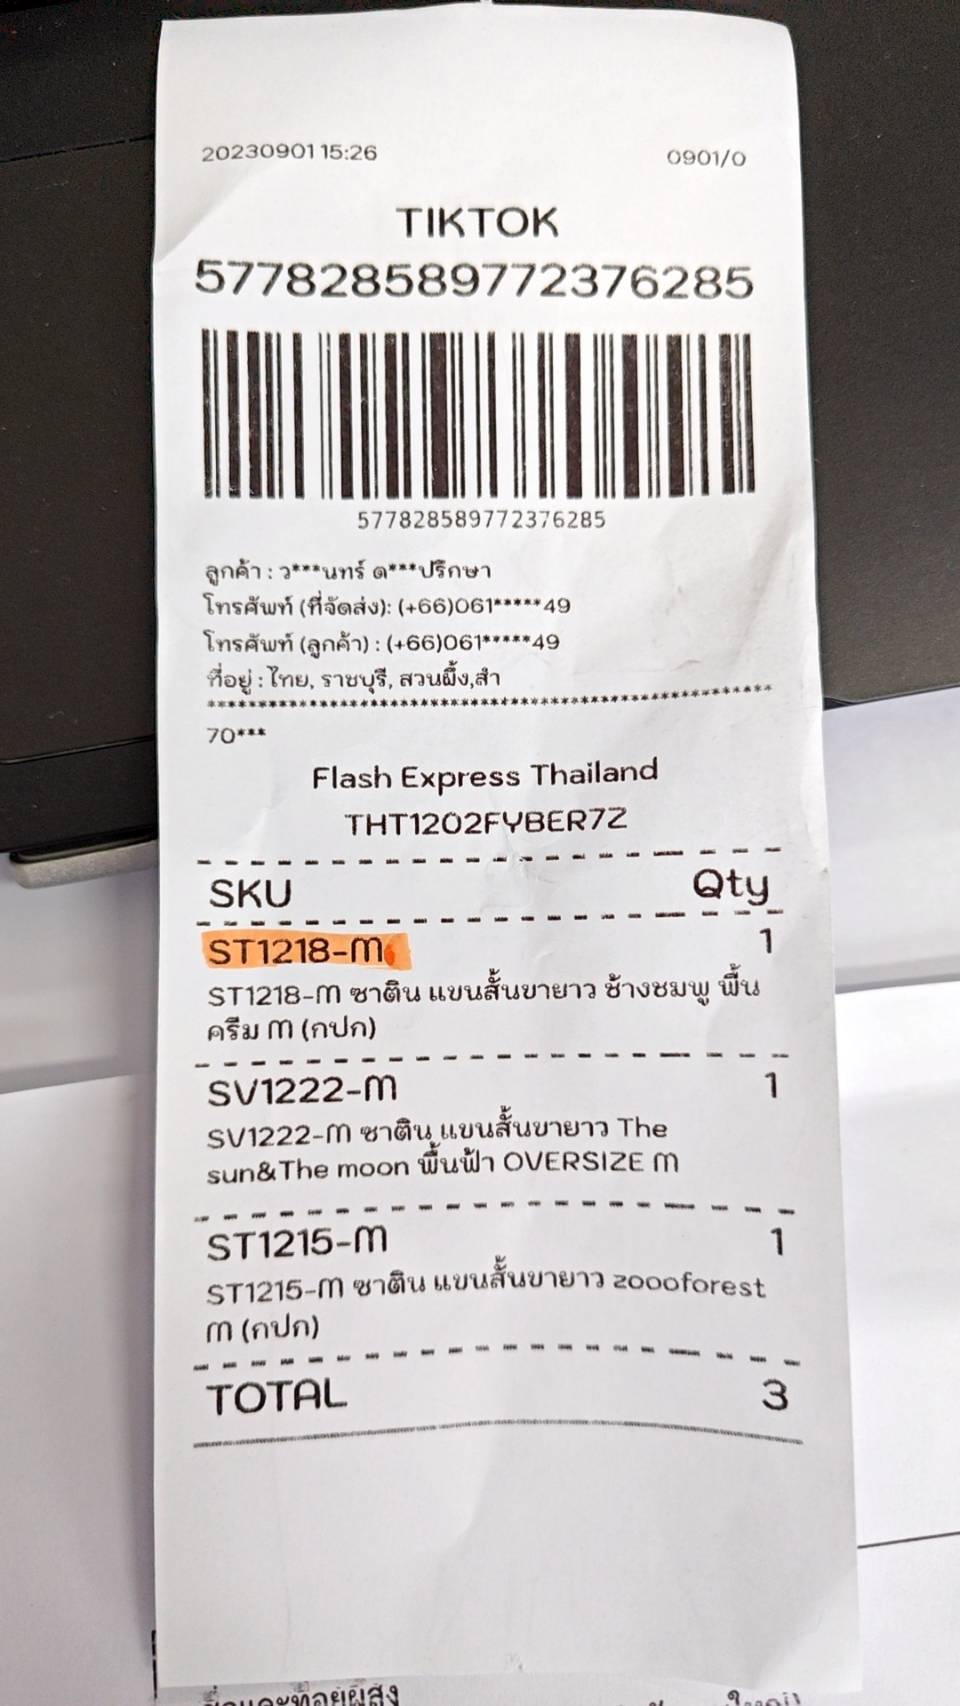 20230901 15:26 0901/0
TIKTOK
577828589772376285
577828589772376285
ลูกค้า : ว***นทร์ ด***ปรึกษา
โทรศัพท์ (ที่จัดส่ง): (+66)061*****49
โทรศัพท์ (ลูกค้า) : (+66)061*****49
ที่อยู่ : ไทย, ราชบุรี, สวนผึ้ง,สำ
************************************************************
70***
Flash Express Thailand
THT1202FYBER7Z
SKU Qty
ST1218-M 1
ST1218-M ซาติน แขนสั้นขายาว ช้างชมพู พื้น
ครีม M (กปก)
SV1222-M 1
SV1222-M ซาติน แขนสั้นขายาว The
sun&The moon พื้นฟ้า OVERSIZE M
ST1215-M 1
ST1215-M ซาติน แขนสั้นขายาว zoooforest
M (กปก)
TOTAL 3